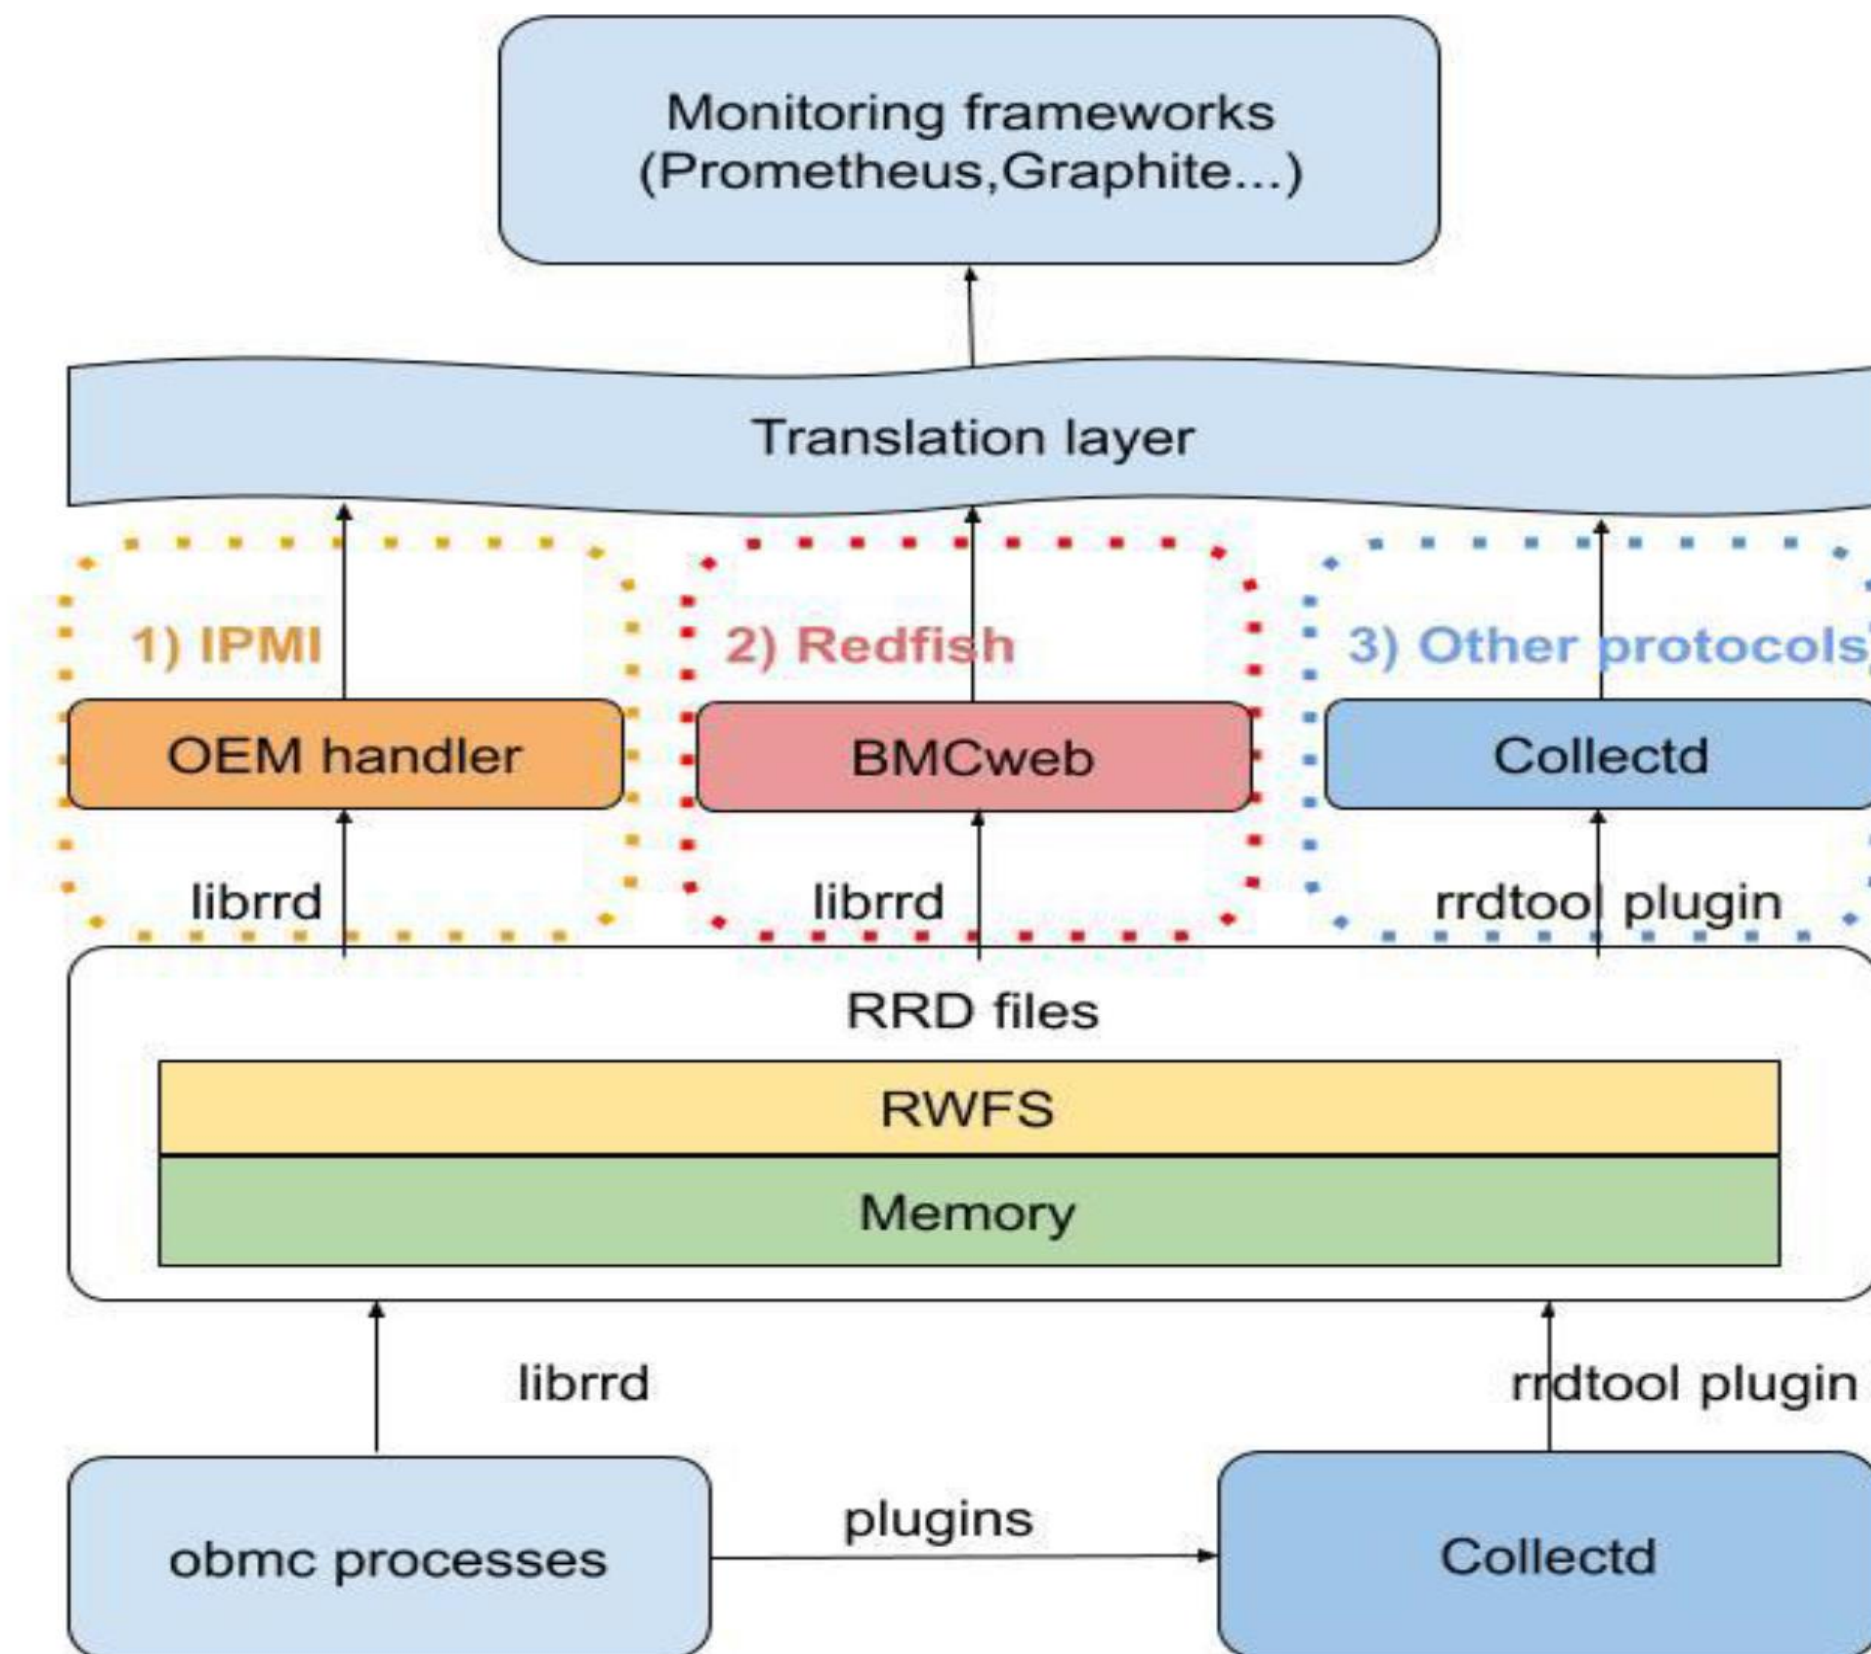 Monitoring frameworks
(Prometheus,Graphite...)
Translation layer
1) IPMI
2) Redfish
3) Other protocols
OEM handler
BMCweb
Collectd
librrd
librrd
rrdtool plugin
RRD files
RWFS
Memory
librrd
rrdtool plugin
obmc processes
plugins
Collectd